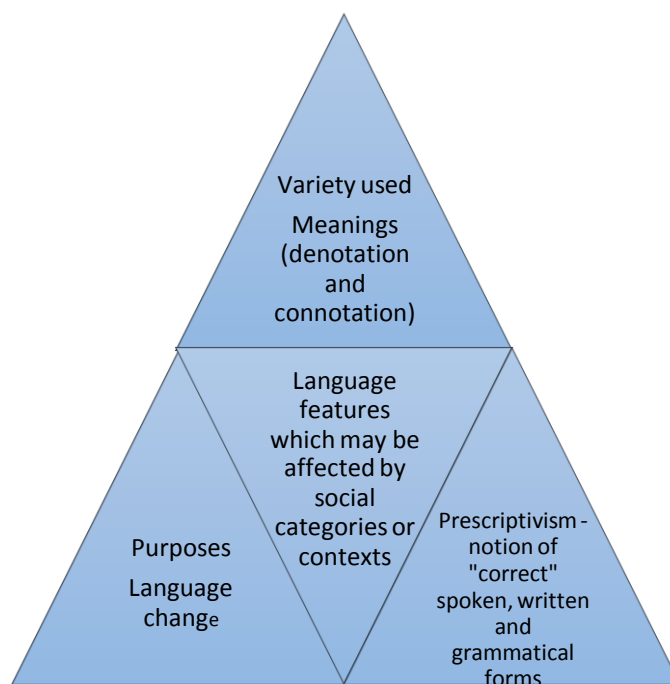 Variety used
Meanings
(denotation
and
connotation)
Language
features
which may be
affected by
social
categories or
contexts
Purposes
Language
change
Prescriptivism -
notion of
"correct"
spoken, written
and
grammatical
forms